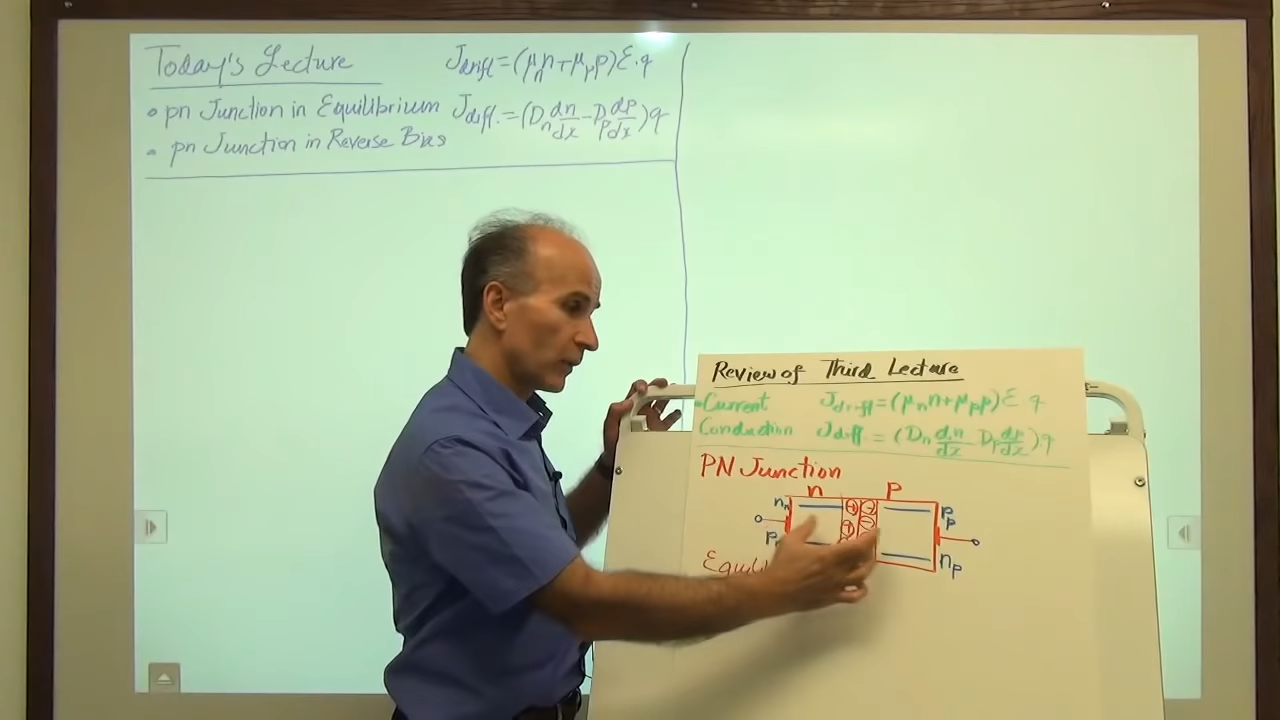 Today's Lecture
J_drift = (μ_n n + μ_p p) ℰ · q
• pn Junction in Equilibrium
J_diff. = (D_n dn/dx − D_p dp/dx) q
• pn Junction in Reverse Bias
Review of Third Lecture
• Current
J_drift = (μ_n n + μ_p p) ℰ q
Conduction
J_diff = (D_n dn/dx − D_p dp/dx) q
PN Junction
n p
n_n + − p_p
+ −
n_p